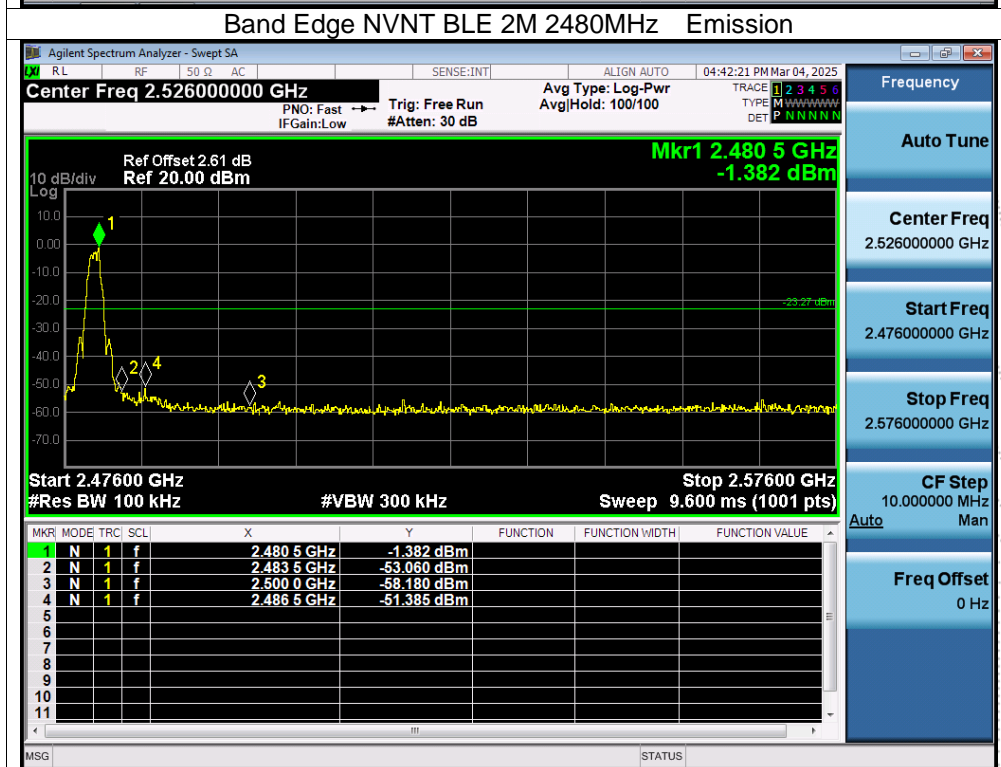 Band Edge NVNT BLE 2M 2480MHz Emission
Agilent Spectrum Analyzer - Swept SA
LXI RL RF 50 Ω AC SENSE:INT ALIGN AUTO 04:42:21 PM Mar 04, 2025
Center Freq 2.526000000 GHz
PNO: Fast
IFGain:Low
Trig: Free Run
#Atten: 30 dB
Avg Type: Log-Pwr
Avg|Hold: 100/100
TRACE 1 2 3 4 5 6
TYPE M WWWWW
DET P N N N N N
Mkr1 2.480 5 GHz
-1.382 dBm
Ref Offset 2.61 dB
Ref 20.00 dBm
10 dB/div
Log
10.0
0.00
-10.0
-20.0
-30.0
-40.0
-50.0
-60.0
-70.0
1
2
4
3
-23.27 dBm
Start 2.47600 GHz Stop 2.57600 GHz
#Res BW 100 kHz #VBW 300 kHz Sweep 9.600 ms (1001 pts)
MKR MODE TRC SCL X Y FUNCTION FUNCTION WIDTH FUNCTION VALUE
1 N 1 f 2.480 5 GHz -1.382 dBm
2 N 1 f 2.483 5 GHz -53.060 dBm
3 N 1 f 2.500 0 GHz -58.180 dBm
4 N 1 f 2.486 5 GHz -51.385 dBm
5
6
7
8
9
10
11
MSG STATUS
Frequency
Auto Tune
Center Freq
2.526000000 GHz
Start Freq
2.476000000 GHz
Stop Freq
2.576000000 GHz
CF Step
10.000000 MHz
Auto Man
Freq Offset
0 Hz